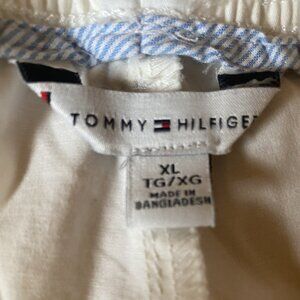 TOMMY HILFIGER
XL
TG/XG
MADE IN
BANGLADESH